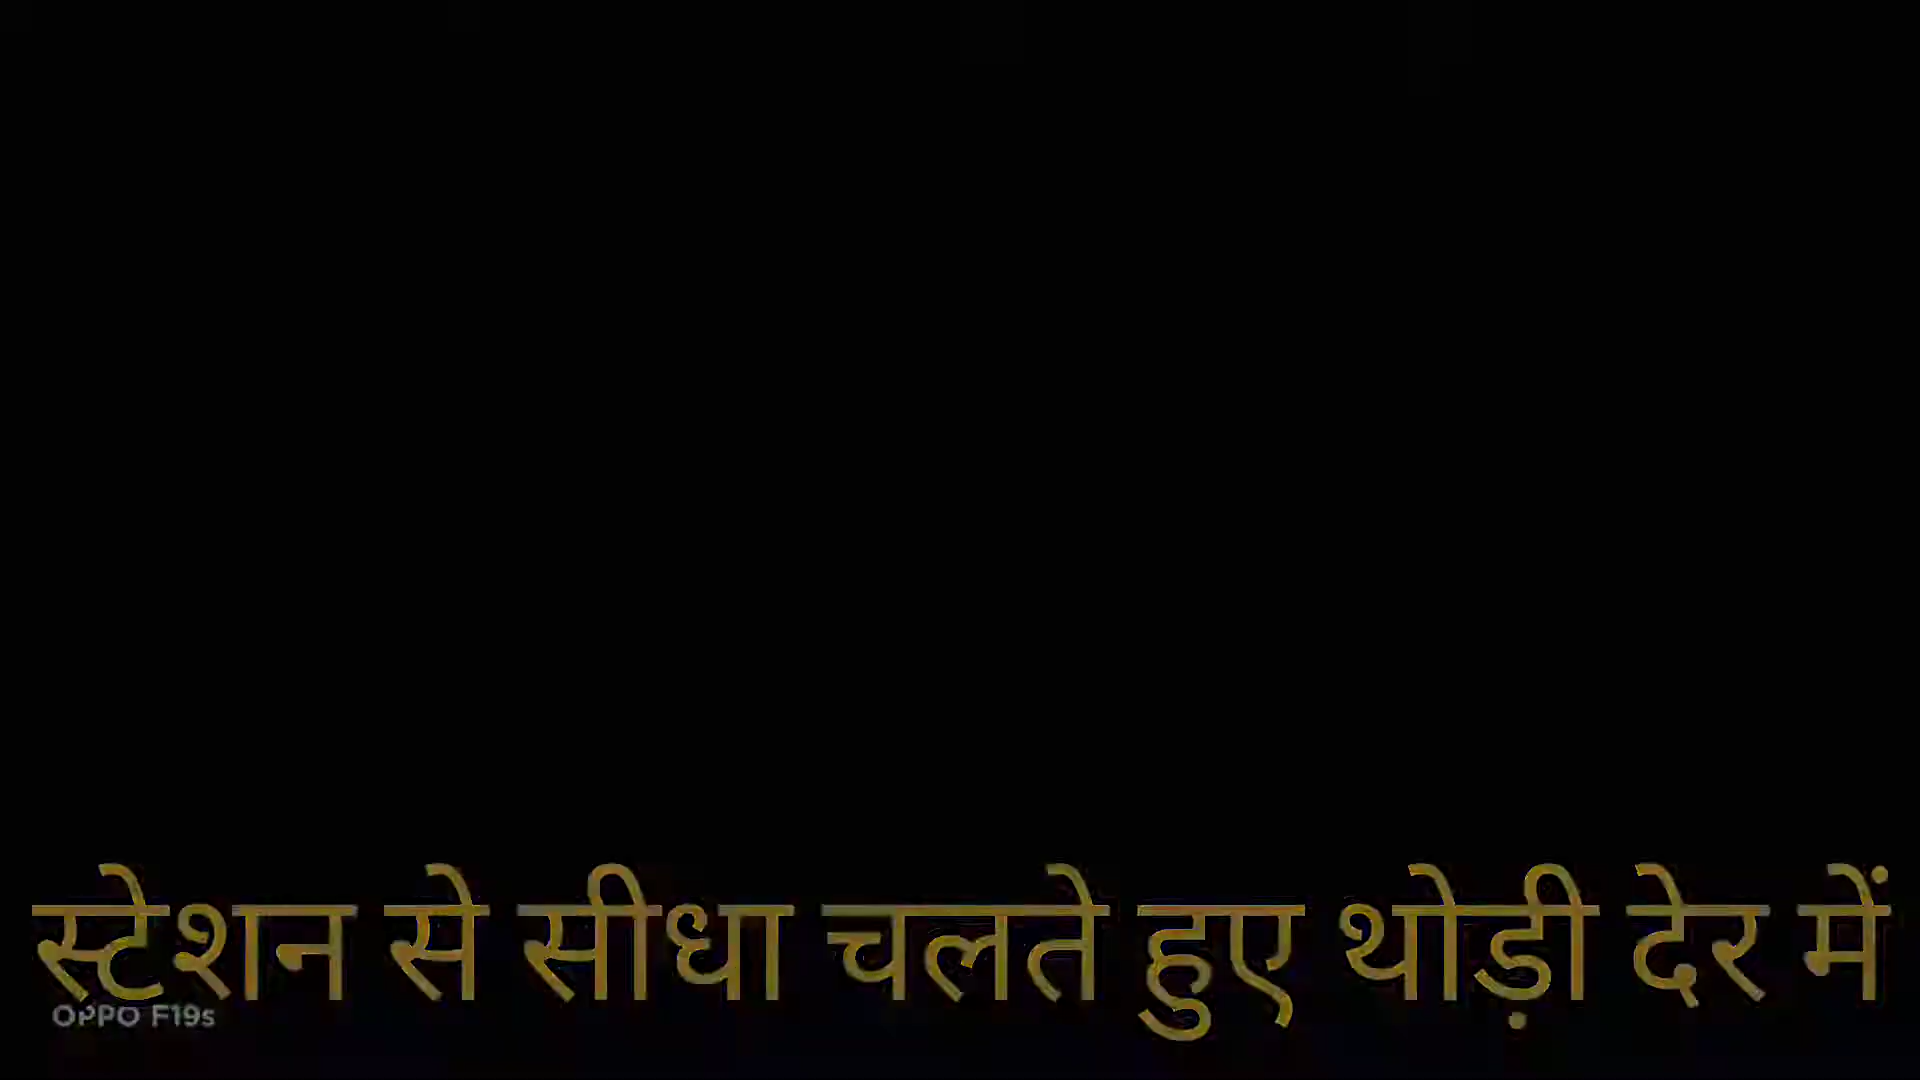 स्टेशन से सीधा चलते हुए थोड़ी देर में
OPPO F19s